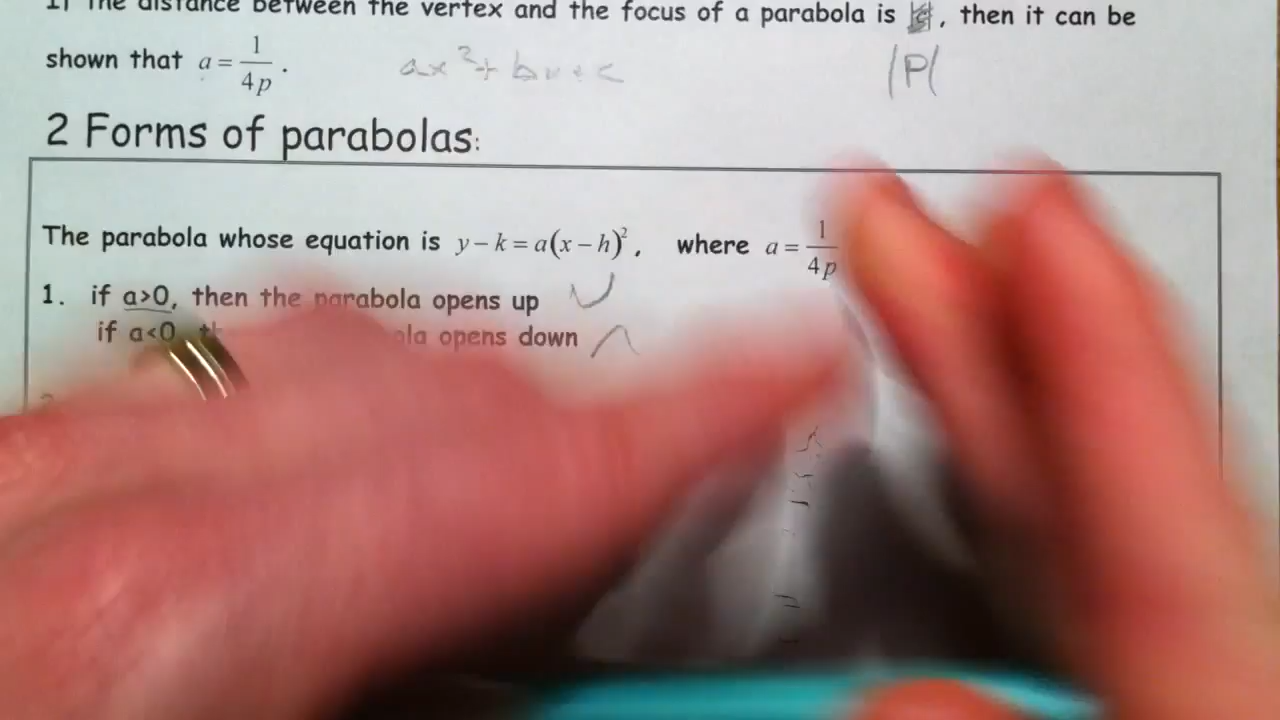 If the distance between the vertex and the focus of a parabola is , then it can be
shown that a = 1/4p . ax²+ bx + c |P|
2 Forms of parabolas:
The parabola whose equation is y – k = a(x – h)², where a = 1/4p
1. if a>0, then the parabola opens up
if a<0, opens down